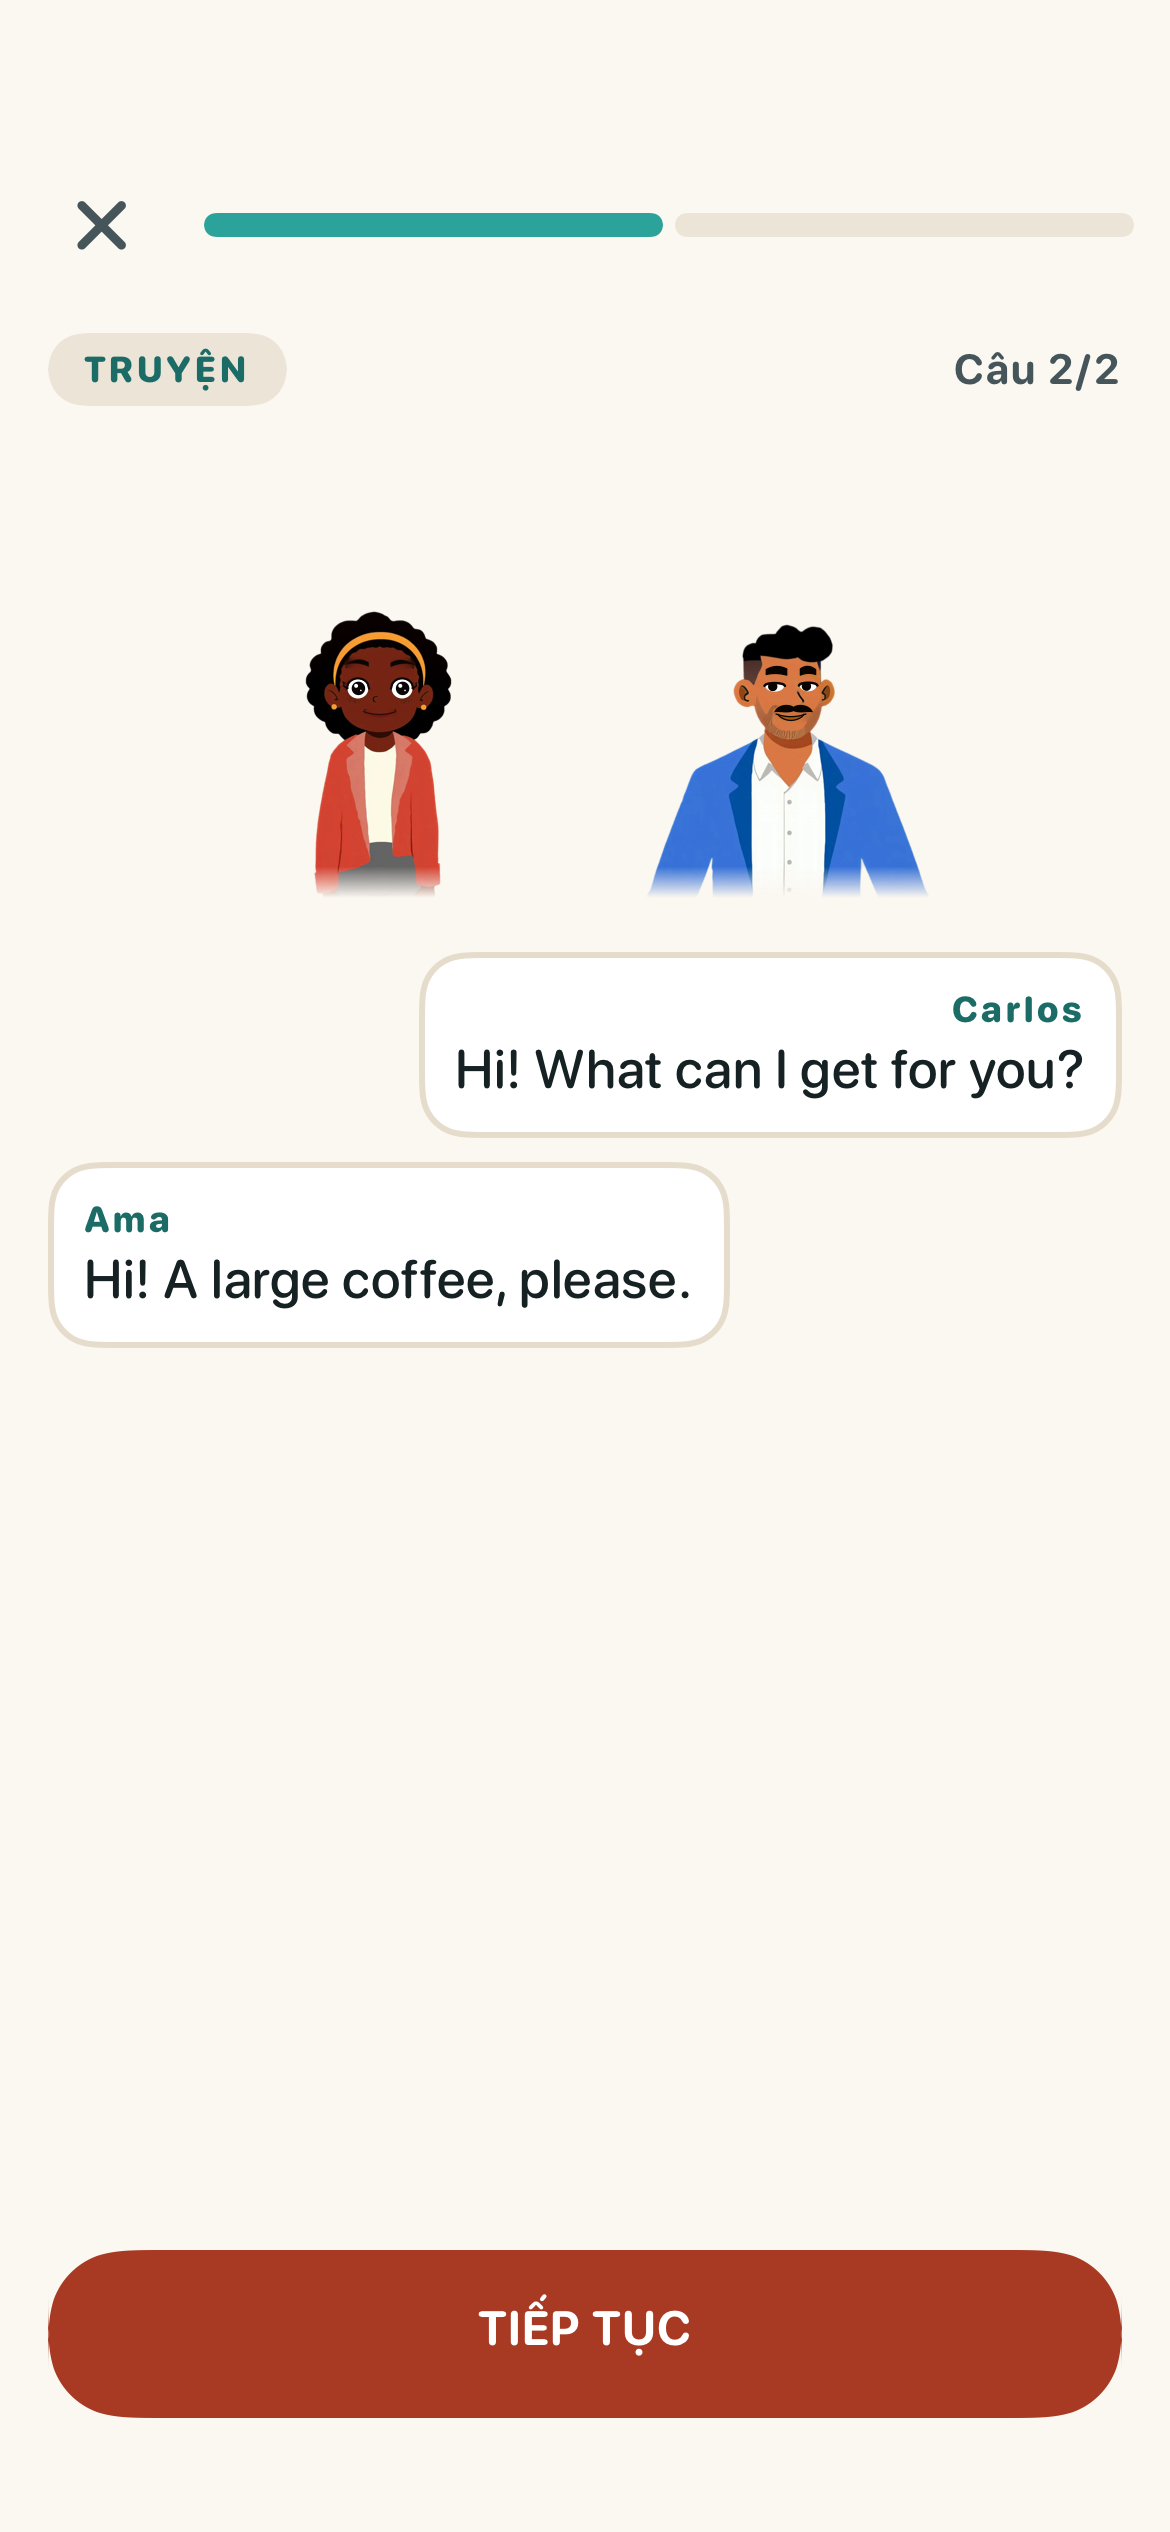 TRUYỆN
Câu 2/2
Carlos
Hi! What can I get for you?
Ama
Hi! A large coffee, please.
TIẾP TỤC